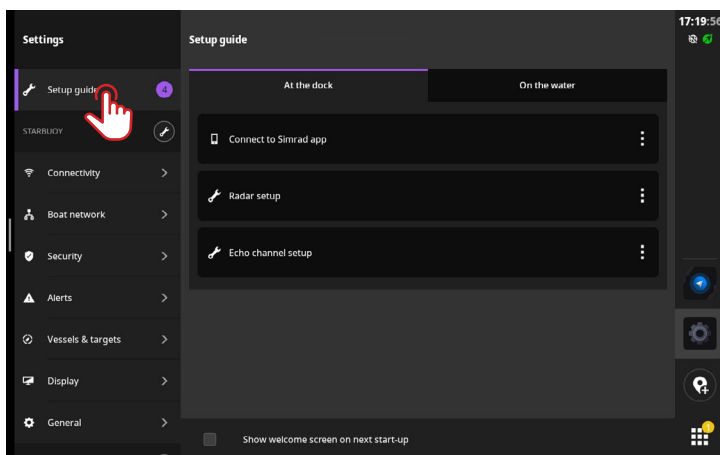 Settings
Setup guide
17:19:56
Setup guide
4
At the dock
On the water
STARBUOY
Connect to Simrad app
Connectivity
Radar setup
Boat network
Echo channel setup
Security
Alerts
Vessels & targets
Display
General
Show welcome screen on next start-up
1